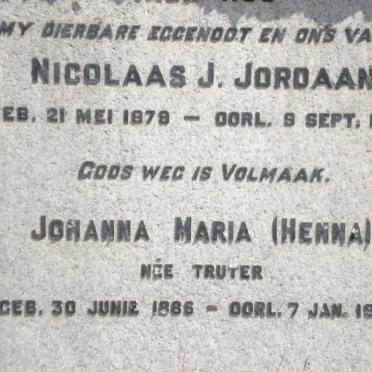 MY DIERBARE EGGENOOT EN ONS VA
NICOLAAS J. JORDAAN
EB. 21 MEI 1879 — OORL. 9 SEPT.
GODS WEG IS VOLMAAK.
JOHANNA MARIA (HENNA)
NÉE TRUTER
GEB. 30 JUNIE 1886 — OORL. 7 JAN. 19